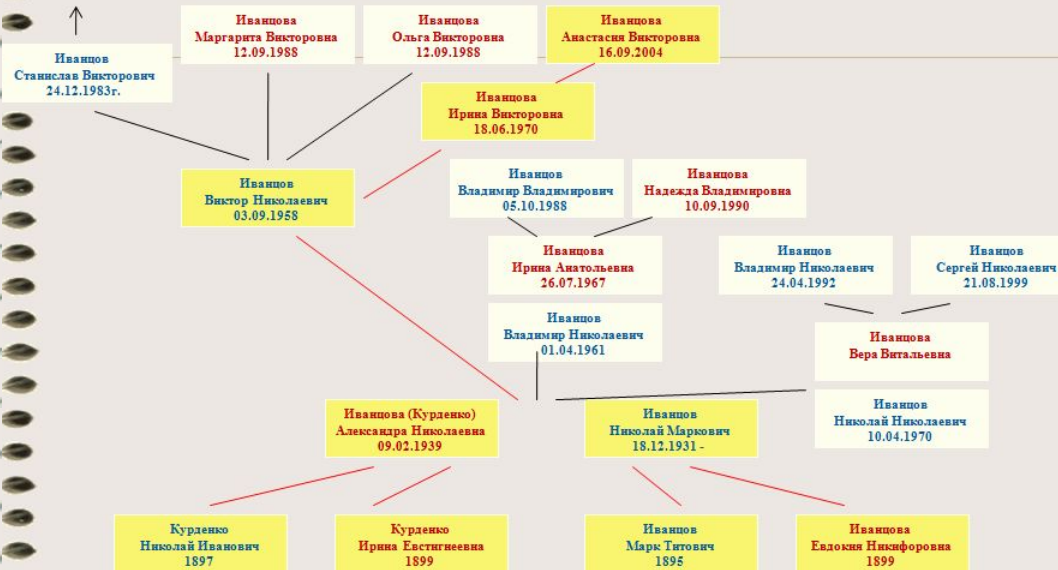 Иванцова
Маргарита Викторовна
12.09.1988
Иванцова
Ольга Викторовна
12.09.1988
Иванцова
Анастасия Викторовна
16.09.2004
Иванцов
Станислав Викторович
24.12.1983г.
Иванцова
Ирина Викторовна
18.06.1970
Иванцов
Виктор Николаевич
03.09.1958
Иванцов
Владимир Владимирович
05.10.1988
Иванцова
Надежда Владимировна
10.09.1990
Иванцова
Ирина Анатольевна
26.07.1967
Иванцов
Владимир Николаевич
24.04.1992
Иванцов
Сергей Николаевич
21.08.1999
Иванцов
Владимир Николаевич
01.04.1961
Иванцова
Вера Витальевна
Иванцов
Николай Николаевич
10.04.1970
Иванцова (Курденко)
Александра Николаевна
09.02.1939
Иванцов
Николай Маркович
18.12.1931 -
Курденко
Николай Иванович
1897
Курденко
Ирина Евстигнеевна
1899
Иванцов
Марк Титович
1895
Иванцова
Евдокия Никифоровна
1899